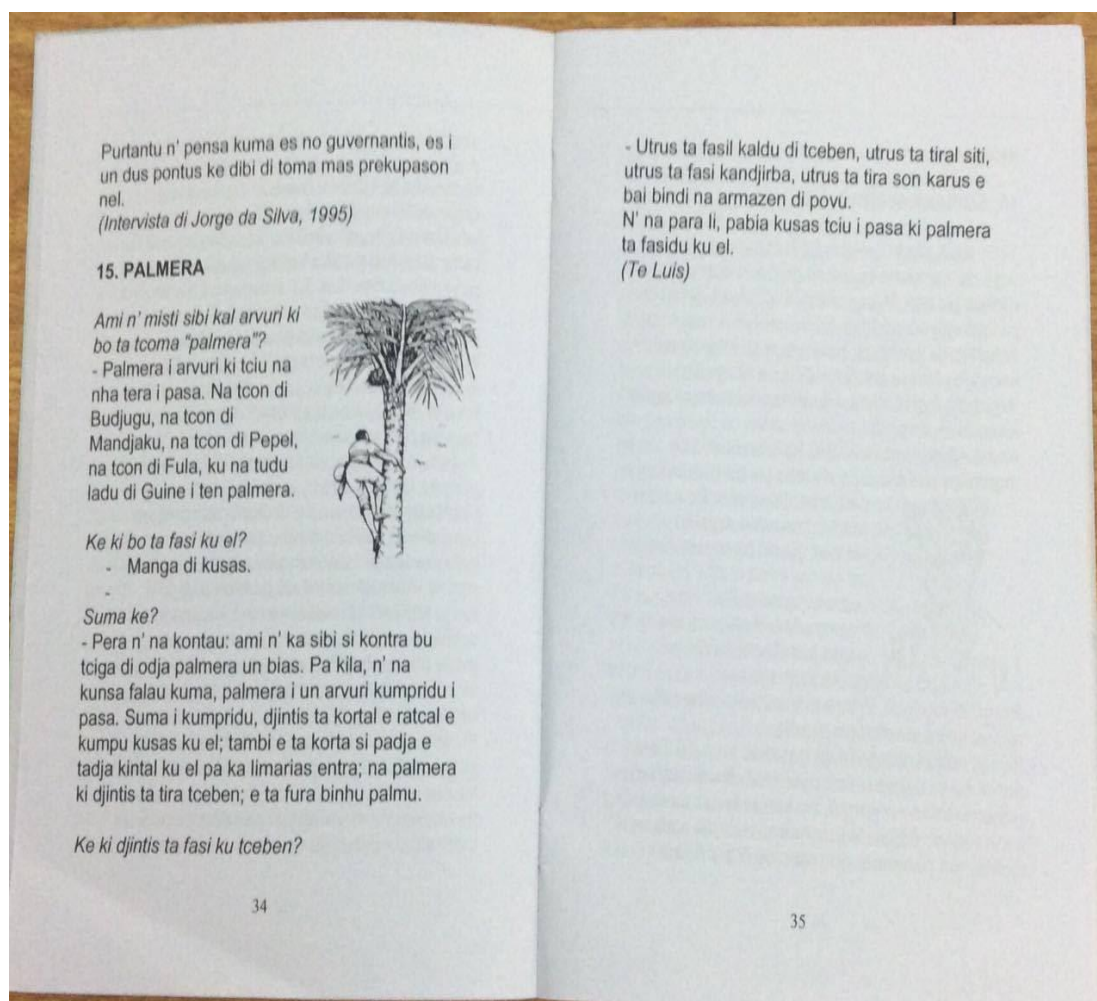 Purtantu n' pensa kuma es no guvernantis, es i
un dus pontus ke dibi di toma mas prekupason
nel.
(Intervista di Jorge da Silva, 1995)
15. PALMERA
Ami n' misti sibi kal arvuri ki
bo ta tcoma "palmera"?
- Palmera i arvuri ki tciu na
nha tera i pasa. Na tcon di
Budjugu, na tcon di
Mandjaku, na tcon di Pepel,
na tcon di Fula, ku na tudu
ladu di Guine i ten palmera.
Ke ki bo ta fasi ku el?
- Manga di kusas.
-
Suma ke?
- Pera n' na kontau: ami n' ka sibi si kontra bu
tciga di odja palmera un bias. Pa kila, n' na
kunsa falau kuma, palmera i un arvuri kumpridu i
pasa. Suma i kumpridu, djintis ta kortal e ratcal e
kumpu kusas ku el; tambi e ta korta si padja e
tadja kintal ku el pa ka limarias entra; na palmera
ki djintis ta tira tceben; e ta fura binhu palmu.
Ke ki djintis ta fasi ku tceben?
34
- Utrus ta fasil kaldu di tceben, utrus ta tiral siti,
utrus ta fasi kandjirba, utrus ta tira son karus e
bai bindi na armazen di povu.
N' na para li, pabia kusas tciu i pasa ki palmera
ta fasidu ku el.
(Te Luis)
35